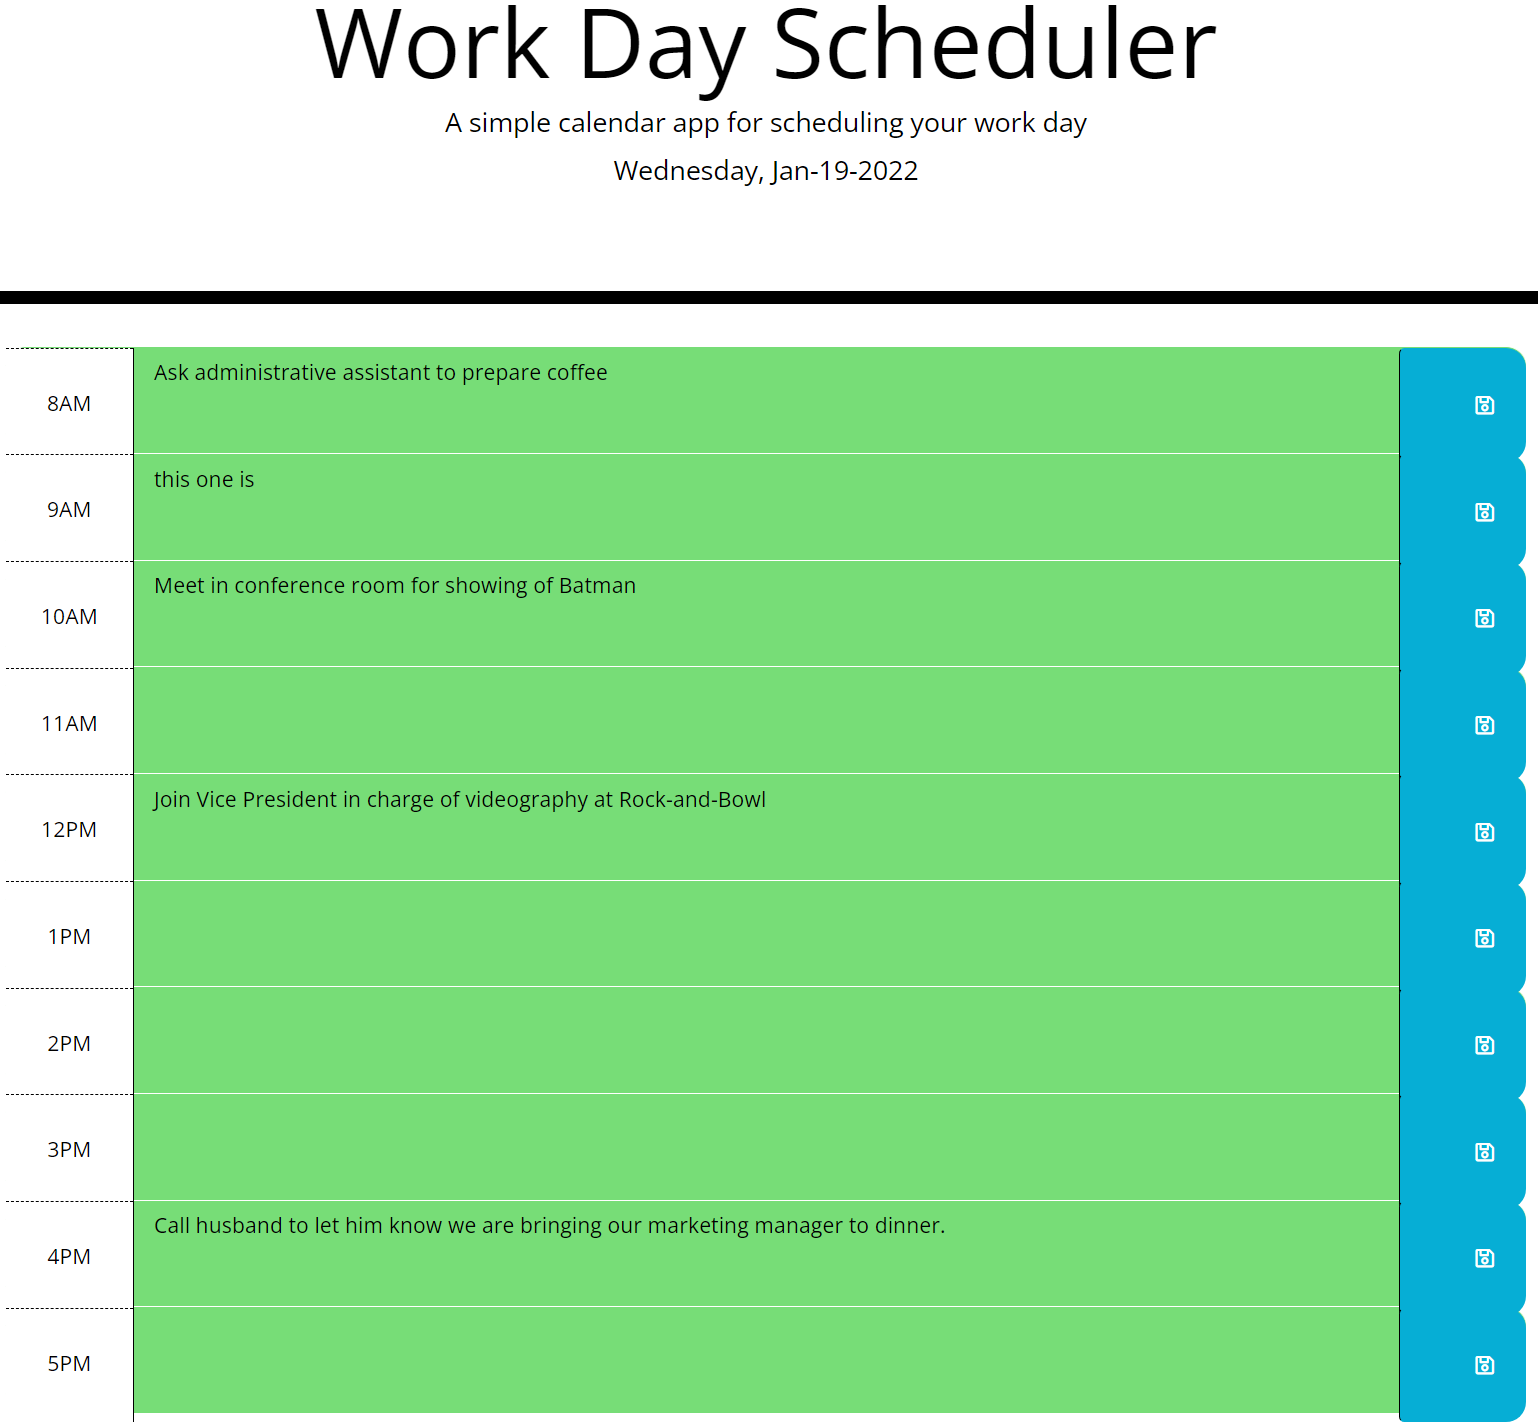 Work Day Scheduler
A simple calendar app for scheduling your work day
Wednesday, Jan-19-2022
8AM
Ask administrative assistant to prepare coffee
9AM
this one is
10AM
Meet in conference room for showing of Batman
11AM
12PM
Join Vice President in charge of videography at Rock-and-Bowl
1PM
2PM
3PM
4PM
Call husband to let him know we are bringing our marketing manager to dinner.
5PM